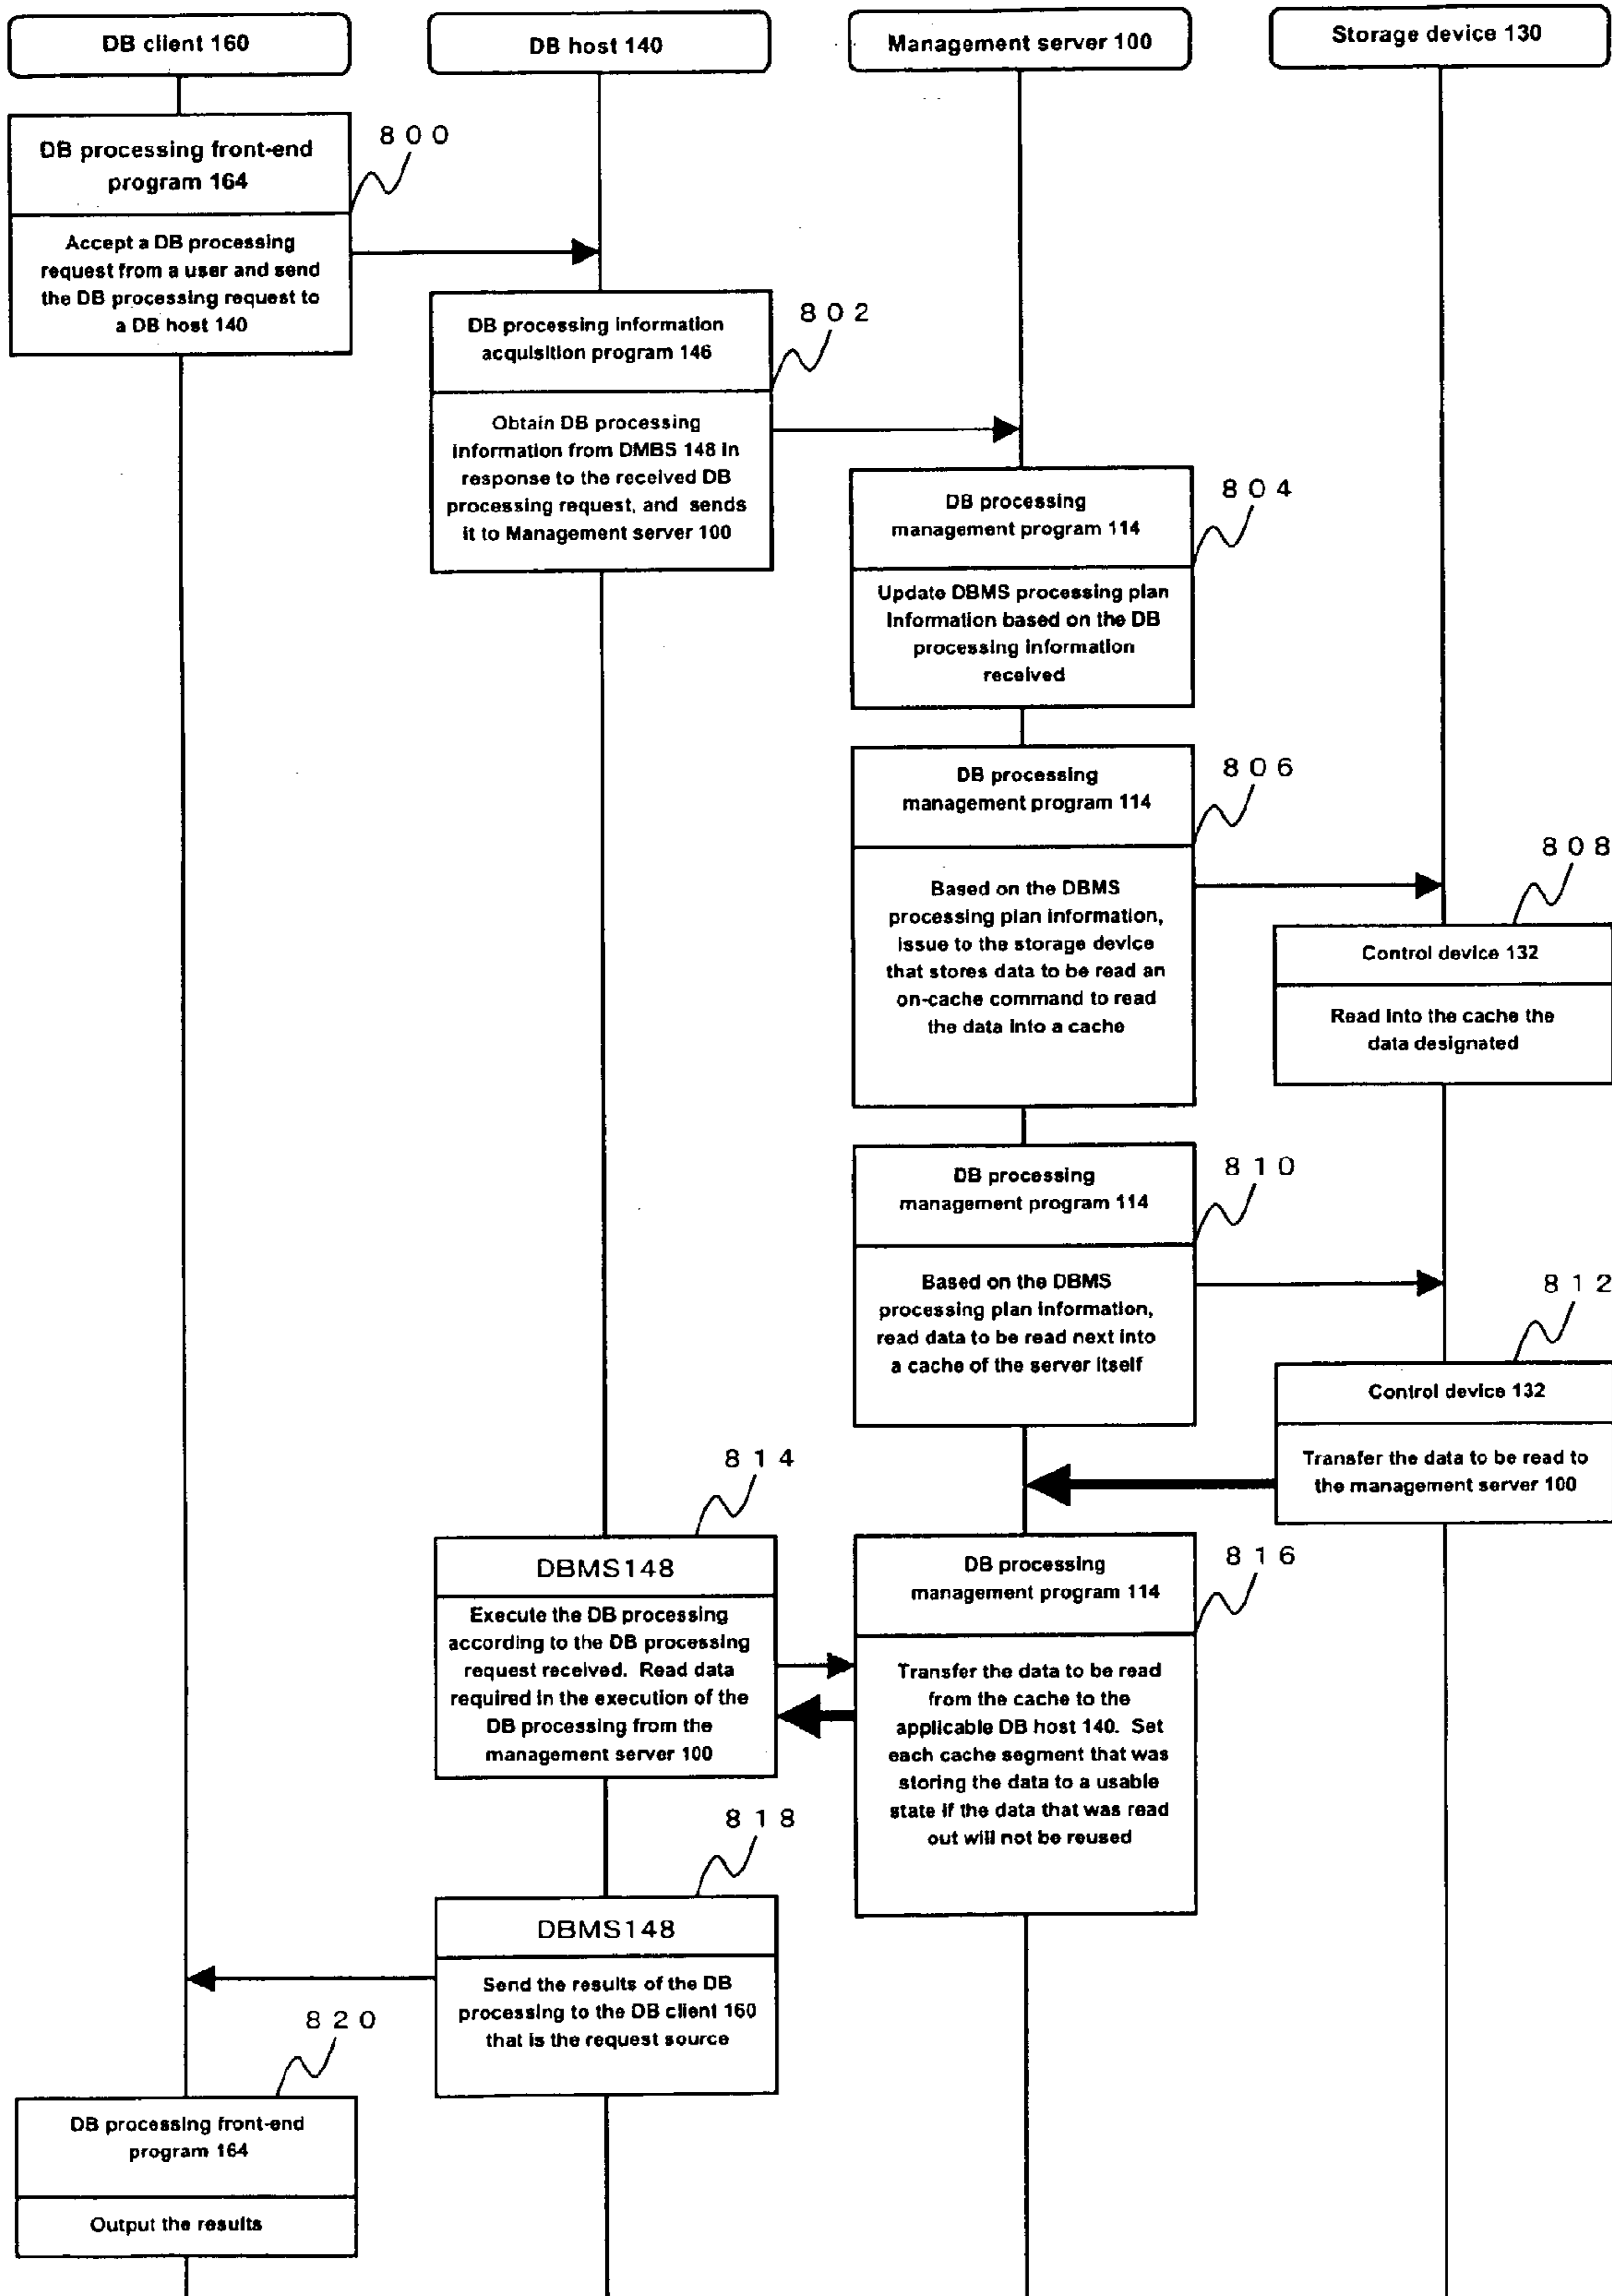 DB client 160
DB host 140
Management server 100
Storage device 130
DB processing front-end
program 164
800
Accept a DB processing
request from a user and send
the DB processing request to
a DB host 140
DB processing information
acquisition program 146
802
Obtain DB processing
information from DMBS 148 in
response to the received DB
processing request, and sends
it to Management server 100
DB processing
management program 114
804
Update DBMS processing plan
information based on the DB
processing information
received
DB processing
management program 114
806
Based on the DBMS
processing plan information,
issue to the storage device
that stores data to be read an
on-cache command to read
the data into a cache
808
Control device 132
Read into the cache the
data designated
DB processing
management program 114
810
Based on the DBMS
processing plan information,
read data to be read next into
a cache of the server itself
812
Control device 132
Transfer the data to be read to
the management server 100
814
DBMS148
Execute the DB processing
according to the DB processing
request received. Read data
required in the execution of the
DB processing from the
management server 100
DB processing
management program 114
816
Transfer the data to be read
from the cache to the
applicable DB host 140. Set
each cache segment that was
storing the data to a usable
state if the data that was read
out will not be reused
818
DBMS148
Send the results of the DB
processing to the DB client 160
that is the request source
820
DB processing front-end
program 164
Output the results